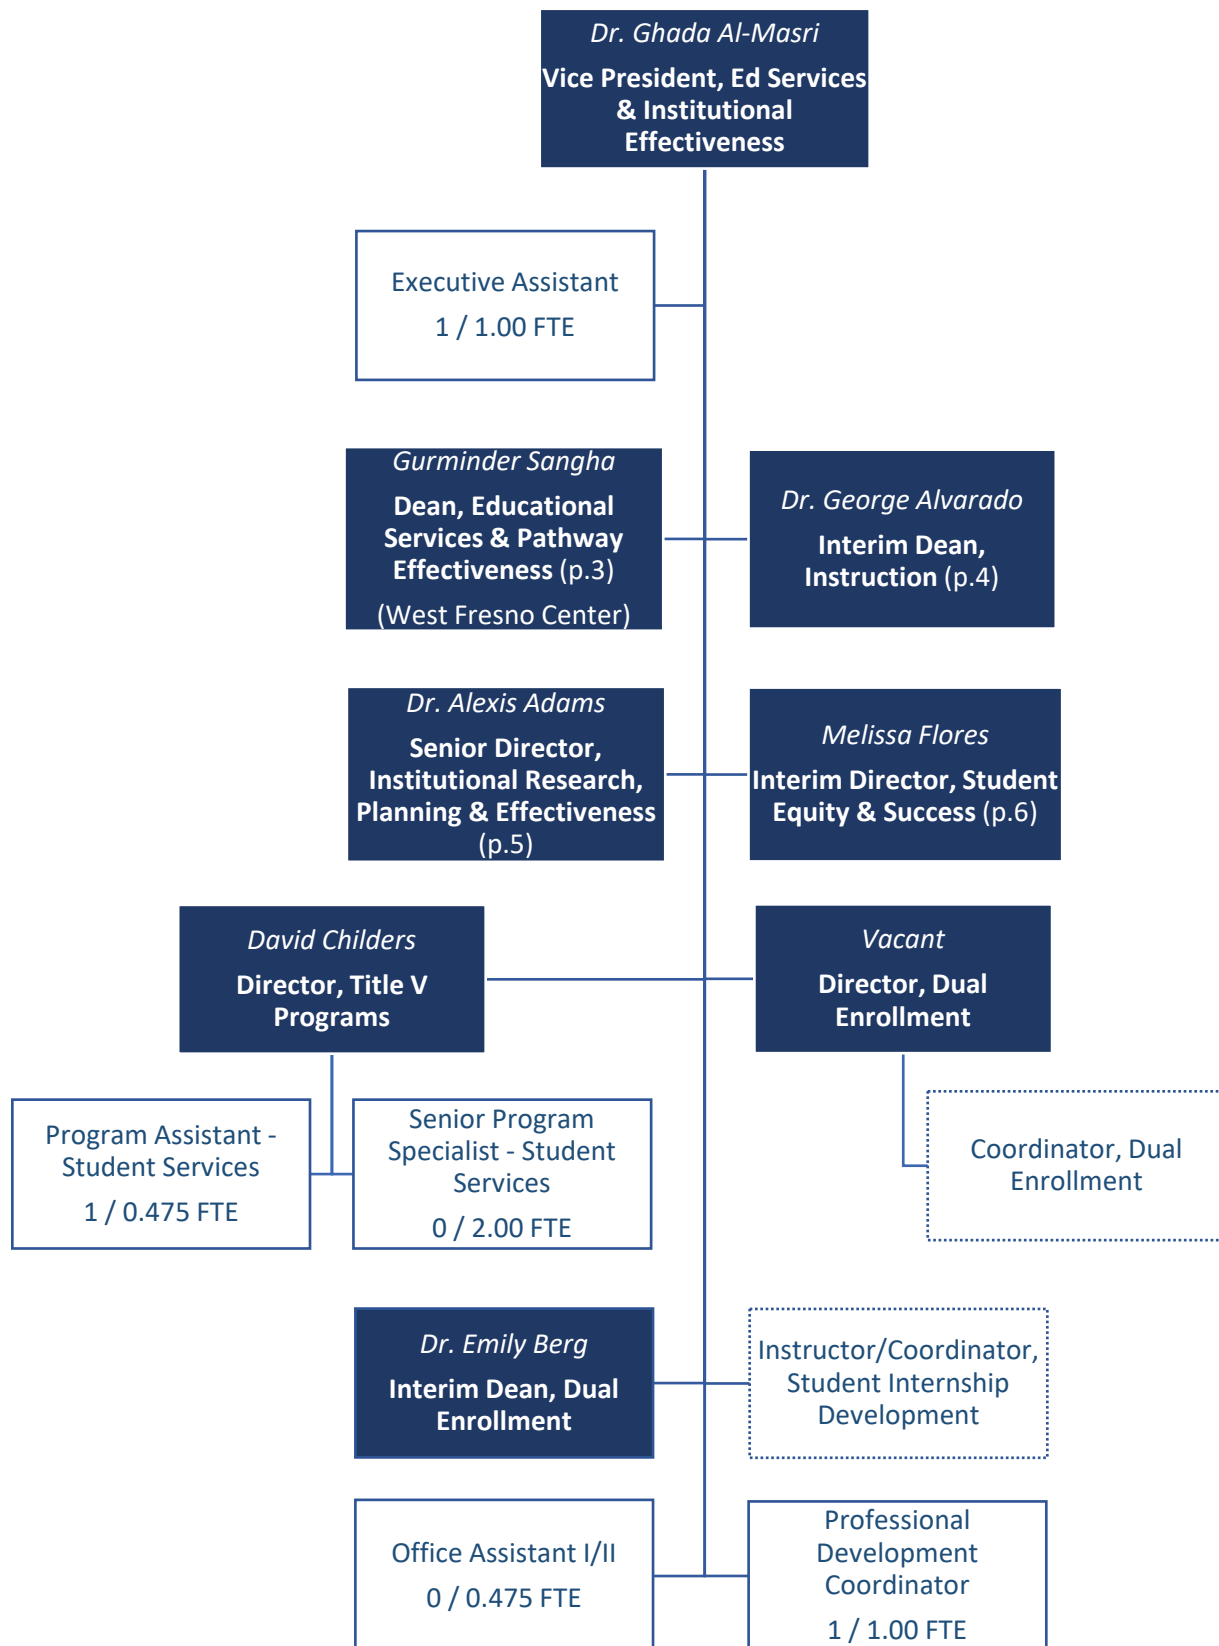 Dr. Ghada Al-Masri
Vice President, Ed Services
& Institutional
Effectiveness
Executive Assistant
1 / 1.00 FTE
Gurminder Sangha
Dean, Educational
Services & Pathway
Effectiveness (p.3)
(West Fresno Center)
Dr. George Alvarado
Interim Dean,
Instruction (p.4)
Dr. Alexis Adams
Senior Director,
Institutional Research,
Planning & Effectiveness
(p.5)
Melissa Flores
Interim Director, Student
Equity & Success (p.6)
David Childers
Director, Title V
Programs
Vacant
Director, Dual
Enrollment
Program Assistant -
Student Services
1 / 0.475 FTE
Senior Program
Specialist - Student
Services
0 / 2.00 FTE
Coordinator, Dual
Enrollment
Dr. Emily Berg
Interim Dean, Dual
Enrollment
Instructor/Coordinator,
Student Internship
Development
Office Assistant I/II
0 / 0.475 FTE
Professional
Development
Coordinator
1 / 1.00 FTE